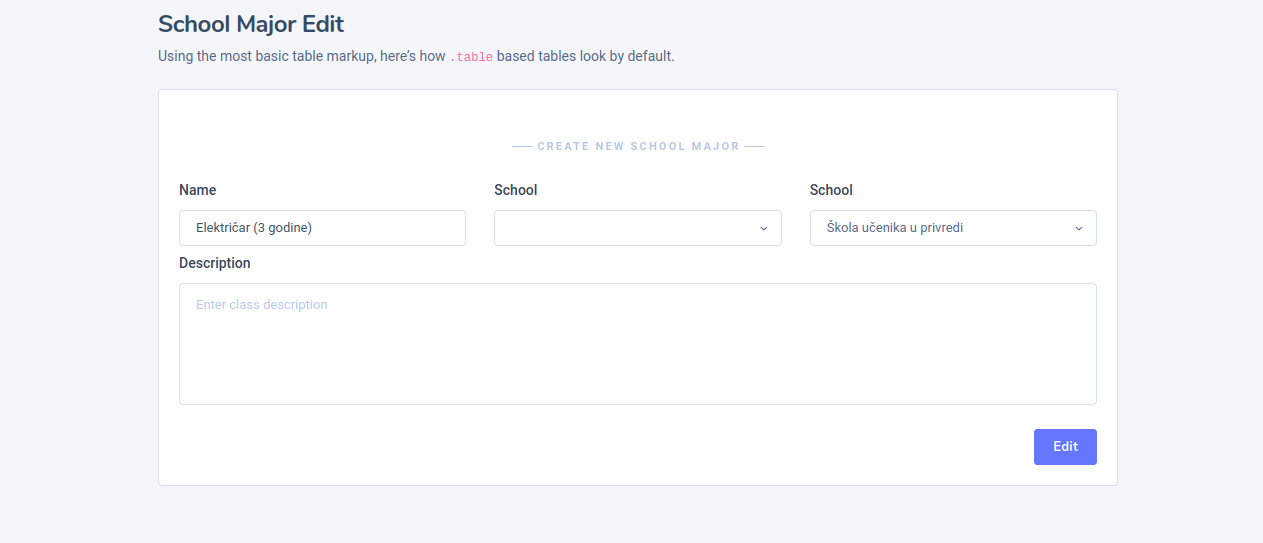 School Major Edit
Using the most basic table markup, here’s how .table based tables look by default.
CREATE NEW SCHOOL MAJOR
Name
School
School
Električar (3 godine)
Škola učenika u privredi
Description
Enter class description
Edit